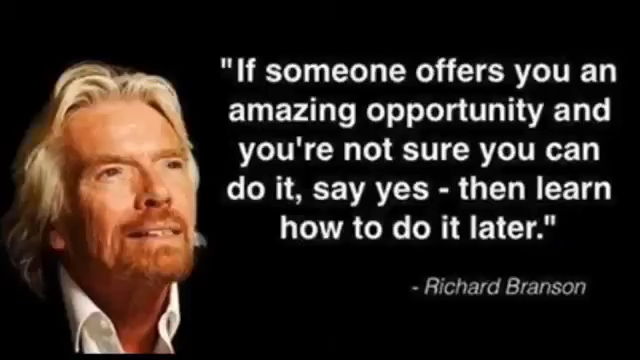 "If someone offers you an
amazing opportunity and
you're not sure you can
do it, say yes - then learn
how to do it later."
- Richard Branson